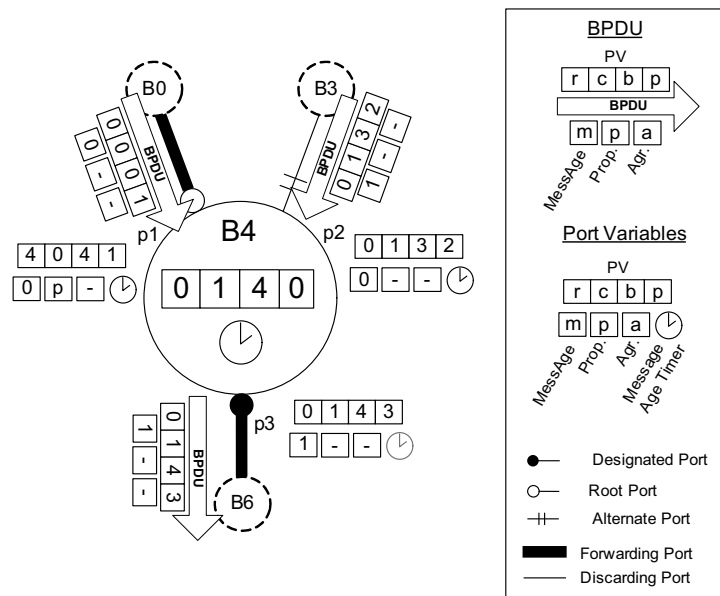 B0
0 0 0 1
BPDU
0 - -
B3
0 1 3 2
BPDU
1 - -
p1
4 0 4 1
0 p -
B4
0 1 4 0
p2
0 1 3 2
0 - -
p3
0 1 4 3
1 - -
0 1 4 3
BPDU
1 - -
B6
BPDU
PV
r c b p
BPDU
m p a
MessAge
Prop.
Agr.
Port Variables
PV
r c b p
m p a
MessAge
Prop.
Agr.
Message
Age Timer
Designated Port
Root Port
Alternate Port
Forwarding Port
Discarding Port